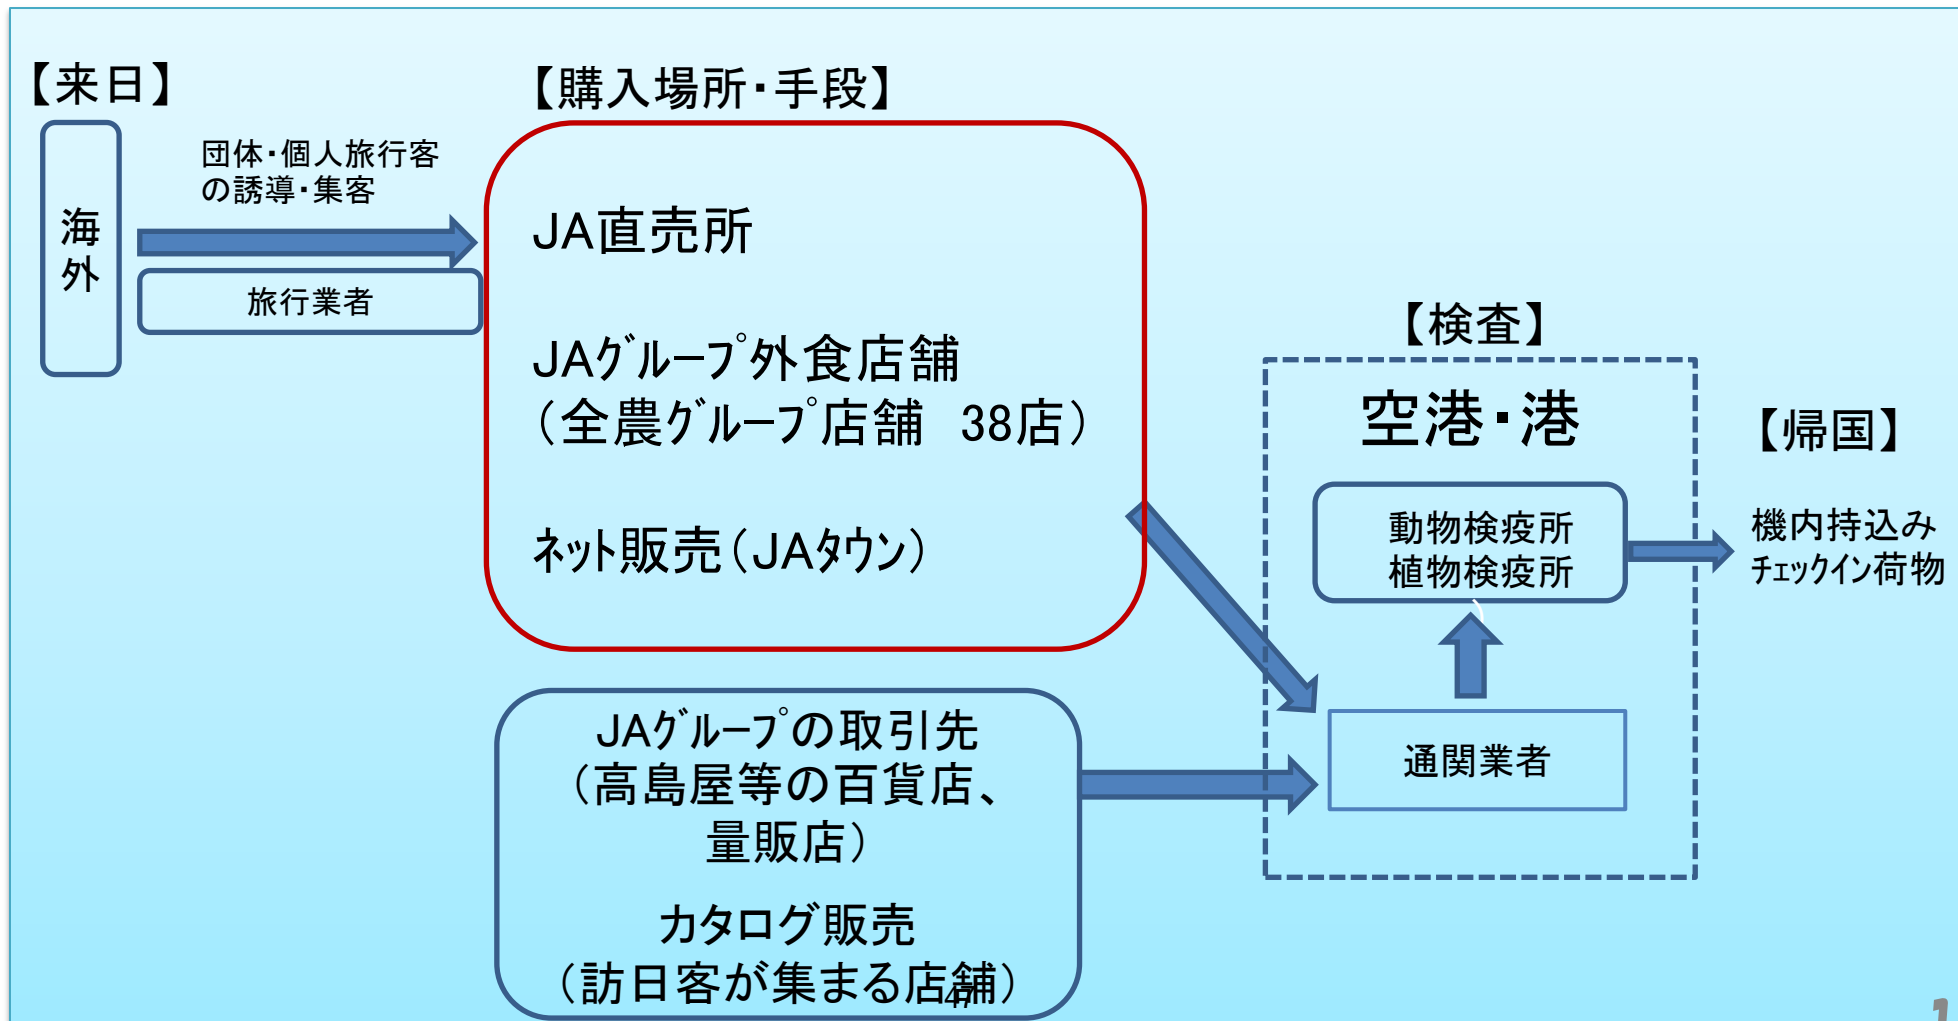 【来日】
海外
団体・個人旅行客
の誘導・集客
旅行業者
【購入場所・手段】
JA直売所
JAｸﾞﾙｰﾌﾟ外食店舗
（全農ｸﾞﾙｰﾌﾟ店舗　38店）
ﾈｯﾄ販売（JAﾀｳﾝ）
JAｸﾞﾙｰﾌﾟの取引先
（高島屋等の百貨店、
量販店）
カタログ販売
（訪日客が集まる店舗）
47
【検査】
空港・港
動物検疫所
植物検疫所
通関業者
【帰国】
機内持込み
ﾁｪｯｸｲﾝ荷物